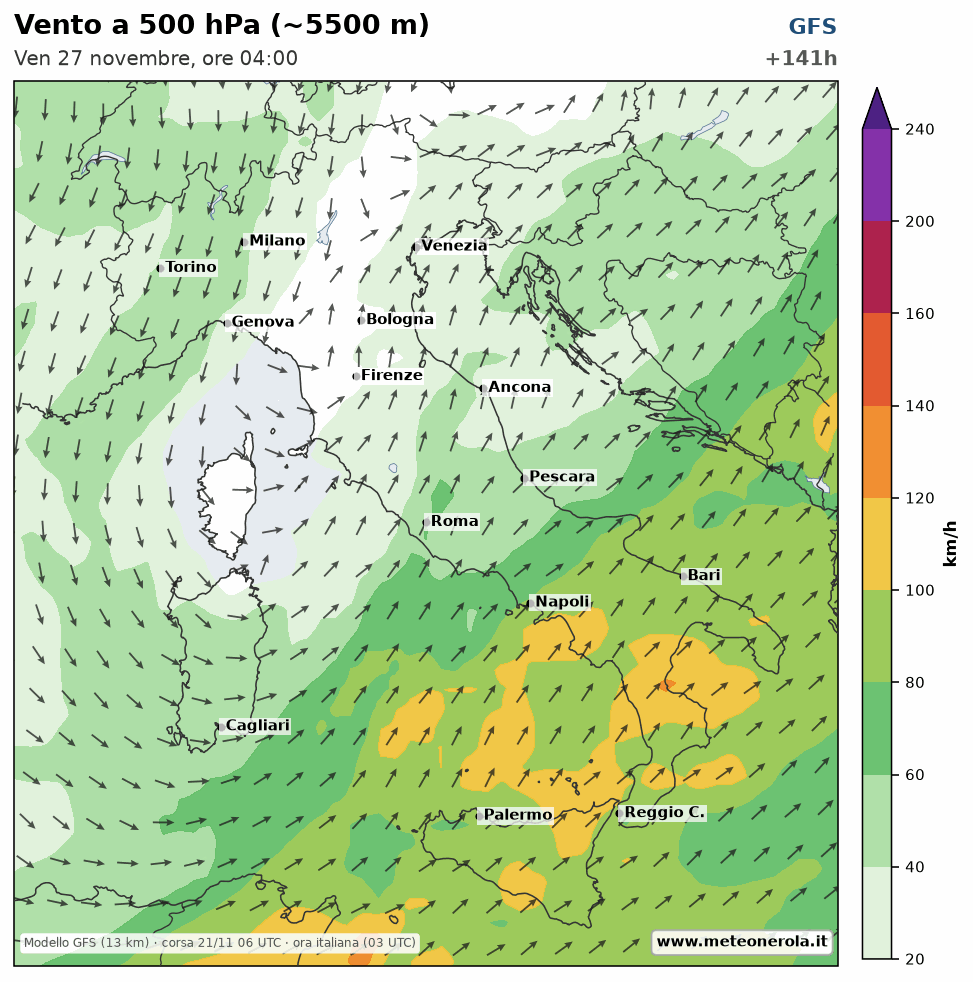 Vento a 500 hPa (~5500 m)
GFS
Ven 27 novembre, ore 04:00
+141h
Milano
Venezia
Torino
Genova
Bologna
Firenze
Ancona
Pescara
Roma
Bari
Napoli
Cagliari
Palermo
Reggio C.
240
200
160
140
120
100
80
60
40
20
km/h
Modello GFS (13 km) · corsa 21/11 06 UTC · ora italiana (03 UTC)
www.meteonerola.it